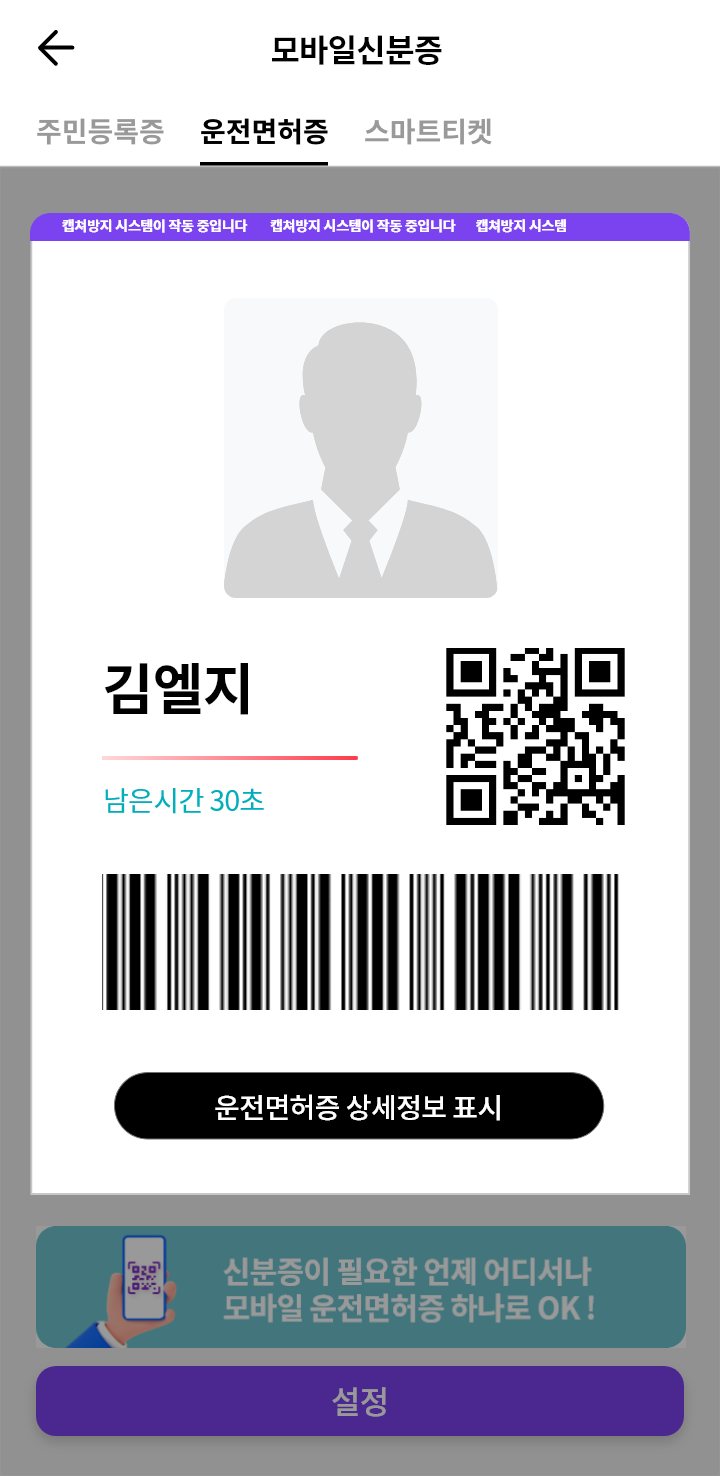 모바일신분증
주민등록증 운전면허증 스마트티켓
캡쳐방지 시스템이 작동 중입니다 캡쳐방지 시스템이 작동 중입니다 캡쳐방지 시스템
김엘지
남은시간 30초
운전면허증 상세정보 표시
신분증이 필요한 언제 어디서나
모바일 운전면허증 하나로 OK !
설정